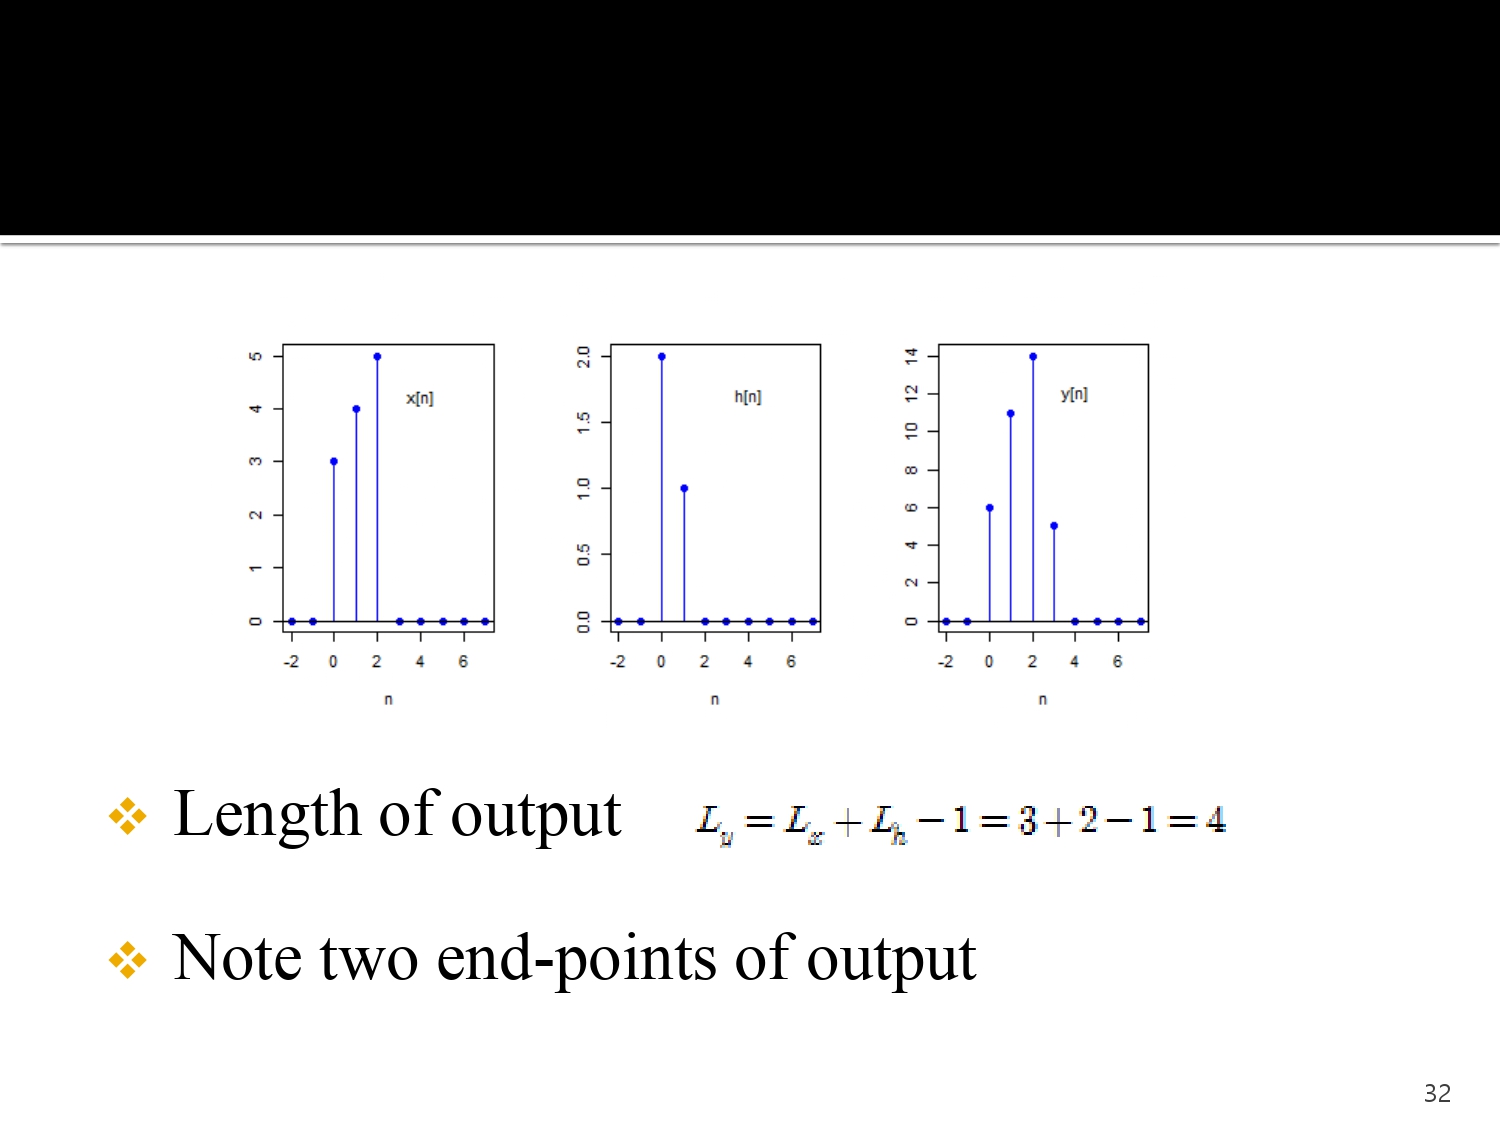 5
4
3
2
1
0
x[n]
-2 0 2 4 6
n
2.0
1.5
1.0
0.5
0.0
h[n]
-2 0 2 4 6
n
14
12
10
8
6
4
2
0
y[n]
-2 0 2 4 6
n
❖ Length of output L_y = L_x + L_h − 1 = 3 + 2 − 1 = 4
❖ Note two end-points of output
32